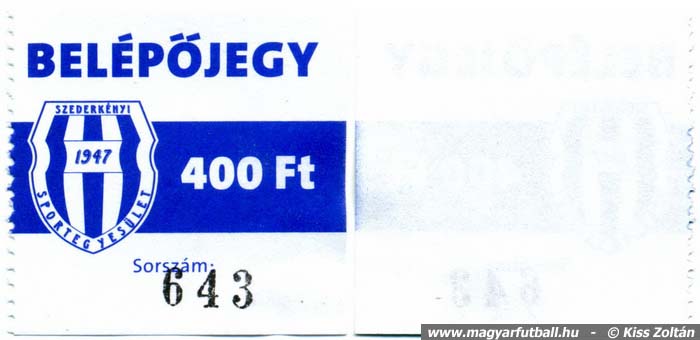 BELÉPŐJEGY
SZEDERKÉNYI
1947
SPORTEGYESÜLET
400 Ft
Sorszám:
643
www.magyarfutball.hu - © Kiss Zoltán